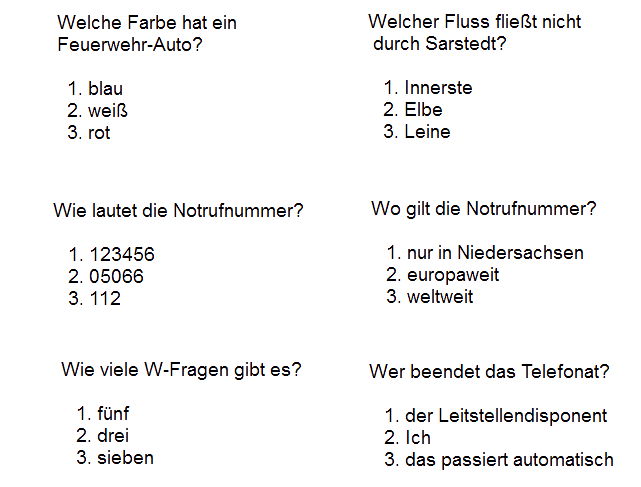 Welche Farbe hat ein
Feuerwehr-Auto?
1. blau
2. weiß
3. rot
Welcher Fluss fließt nicht
durch Sarstedt?
1. Innerste
2. Elbe
3. Leine
Wie lautet die Notrufnummer?
1. 123456
2. 05066
3. 112
Wo gilt die Notrufnummer?
1. nur in Niedersachsen
2. europaweit
3. weltweit
Wie viele W-Fragen gibt es?
1. fünf
2. drei
3. sieben
Wer beendet das Telefonat?
1. der Leitstellendisponent
2. Ich
3. das passiert automatisch